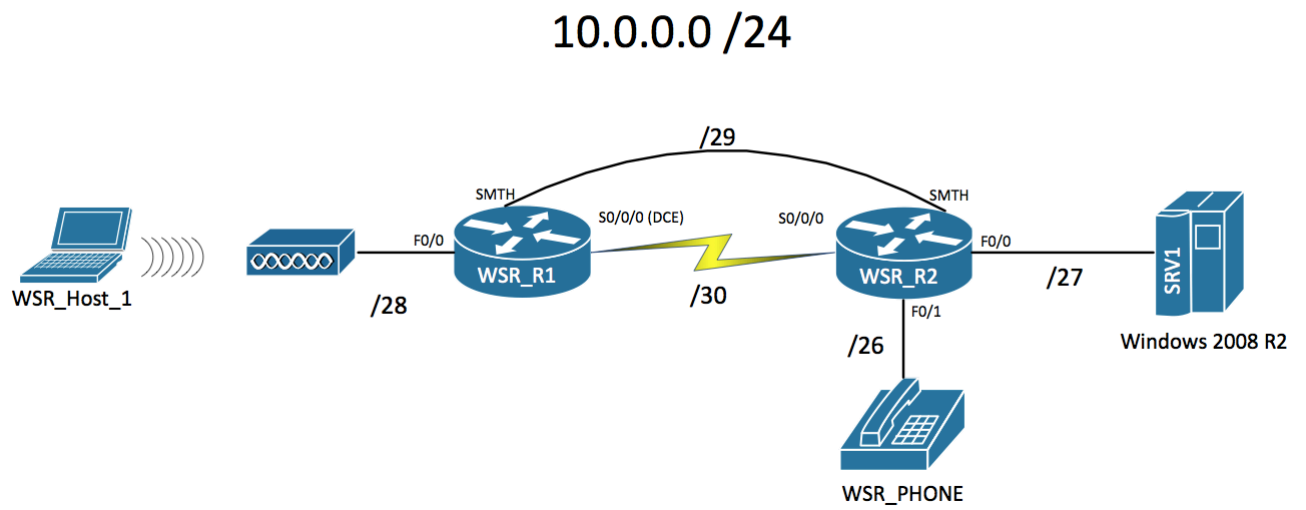 10.0.0.0 /24
/29
SMTH
SMTH
S0/0/0 (DCE)
S0/0/0
F0/0
F0/0
WSR_R1
WSR_R2
SRV1
WSR_Host_1
/28
/30
/27
F0/1
/26
Windows 2008 R2
WSR_PHONE